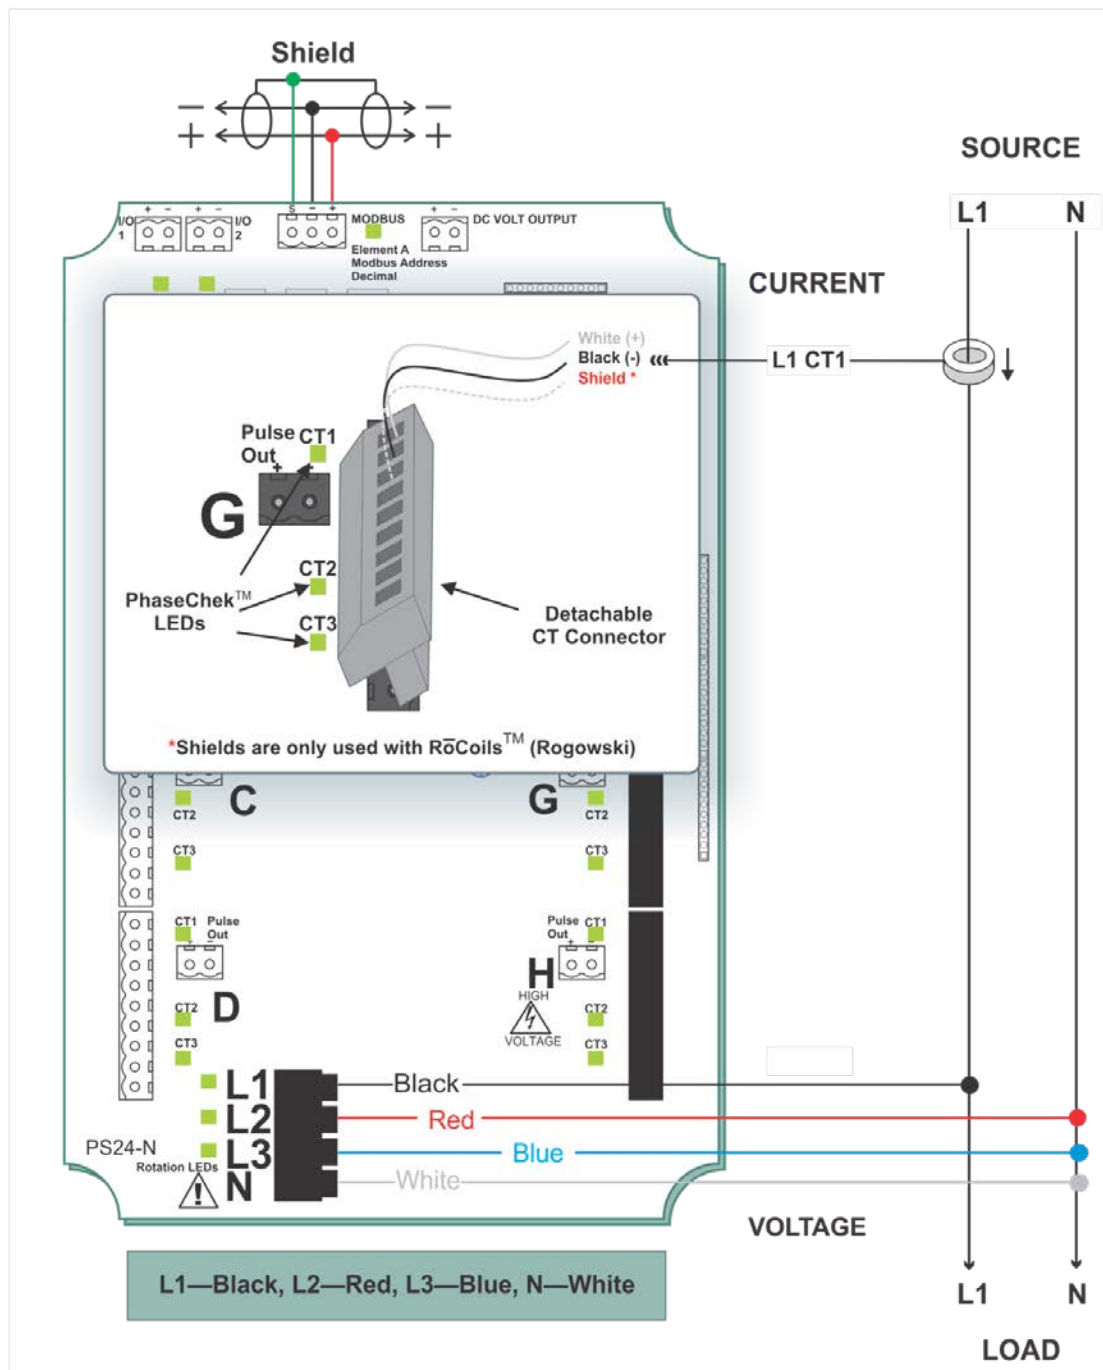 Shield
− −
+ +
SOURCE
L1 N
I/O
1
+ −
+ −
I/O
2
S − +
MODBUS
+ −
DC VOLT OUTPUT
Element A
Modbus Address
Decimal
CURRENT
White (+)
Black (-)
Shield *
L1 CT1
Pulse
Out
CT1
+ +
G
CT2
PhaseChek™
LEDs
CT3
Detachable
CT Connector
*Shields are only used with RōCoils™ (Rogowski)
C
CT2
CT3
G
CT2
CT3
CT1 Pulse
Out
+ −
D
CT2
CT3
Pulse
Out
CT1
+ −
H
HIGH
VOLTAGE
CT2
CT3
L1
Black
L2
Red
L3
Blue
N
White
PS24-N
Rotation LEDs
!
VOLTAGE
L1—Black, L2—Red, L3—Blue, N—White
L1 N
LOAD